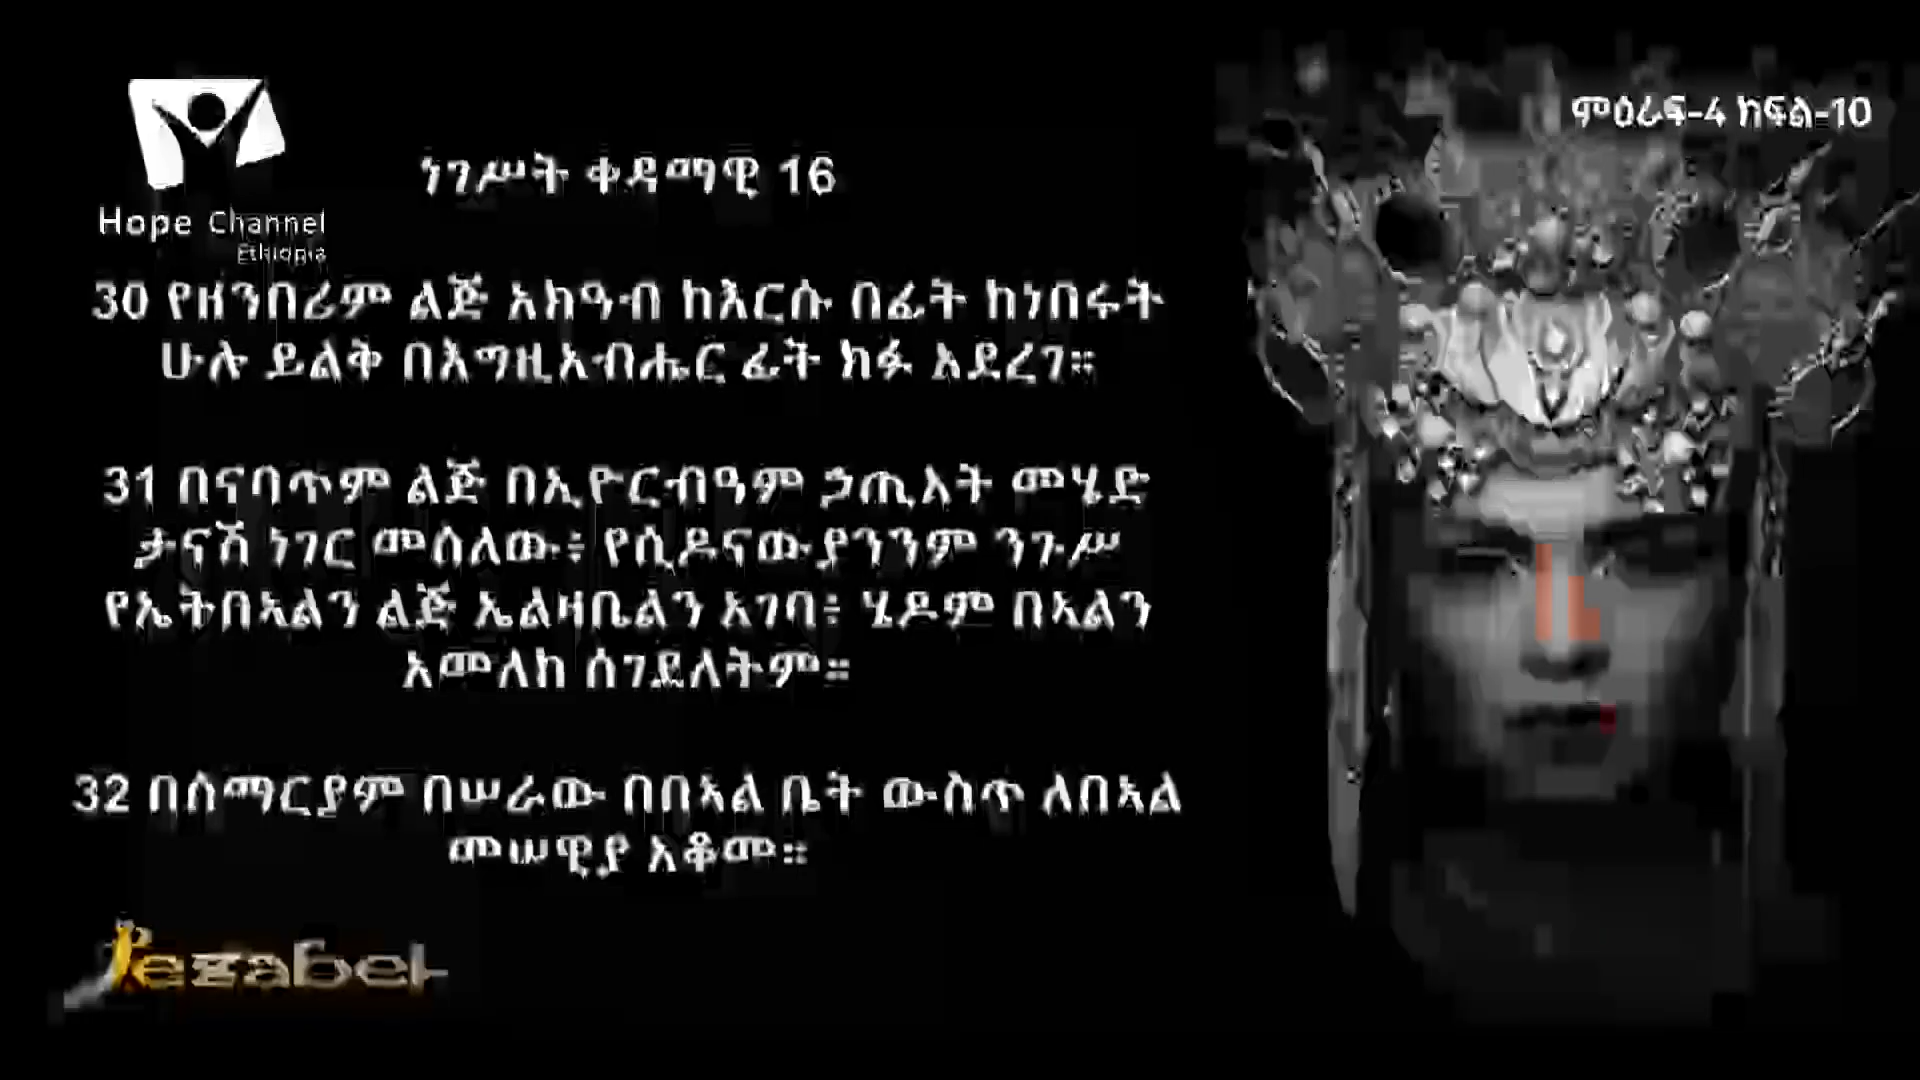 ምዕራፍ-4 ክፍል-10
Hope Channel
Ethiopia
ነገሥት ቀዳማዊ 16
30 የዘንበሪም ልጅ አክዓብ ከእርሱ በፊት ከነበሩት
ሁሉ ይልቅ በእግዚአብሔር ፊት ክፉ አደረገ።
31 በናባጥም ልጅ በኢዮርብዓም ኃጢአት መሄድ
ታናሽ ነገር መሰለው፥ የሲዶናውያንንም ንጉሥ
የኤትበኣልን ልጅ ኤልዛቤልን አገባ፥ ሄዶም በኣልን
አመለከ ሰገደለትም።
32 በሰማርያም በሠራው በበኣል ቤት ውስጥ ለበኣል
መሠዊያ አቆመ።
Jezabel